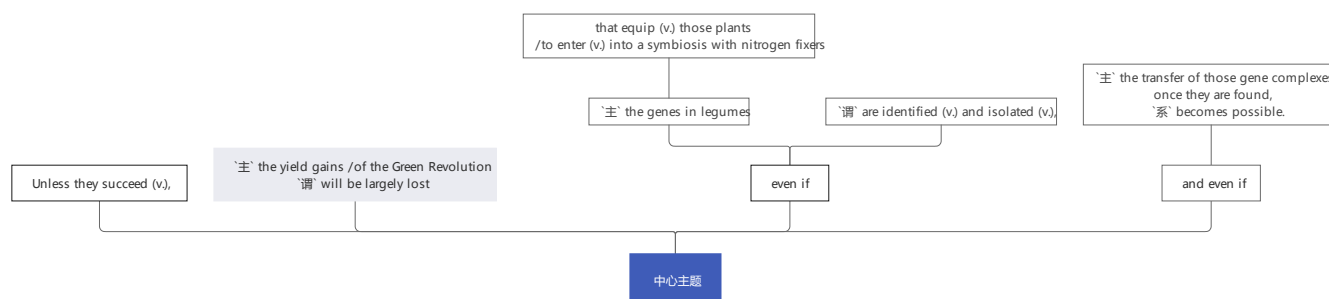 that equip (v.) those plants
/to enter (v.) into a symbiosis with nitrogen fixers
`主` the genes in legumes
`谓` are identified (v.) and isolated (v.),
`主` the transfer of those gene complexes
once they are found,
`系` becomes possible.
Unless they succeed (v.),
`主` the yield gains /of the Green Revolution
`谓` will be largely lost
even if
and even if
中心主题